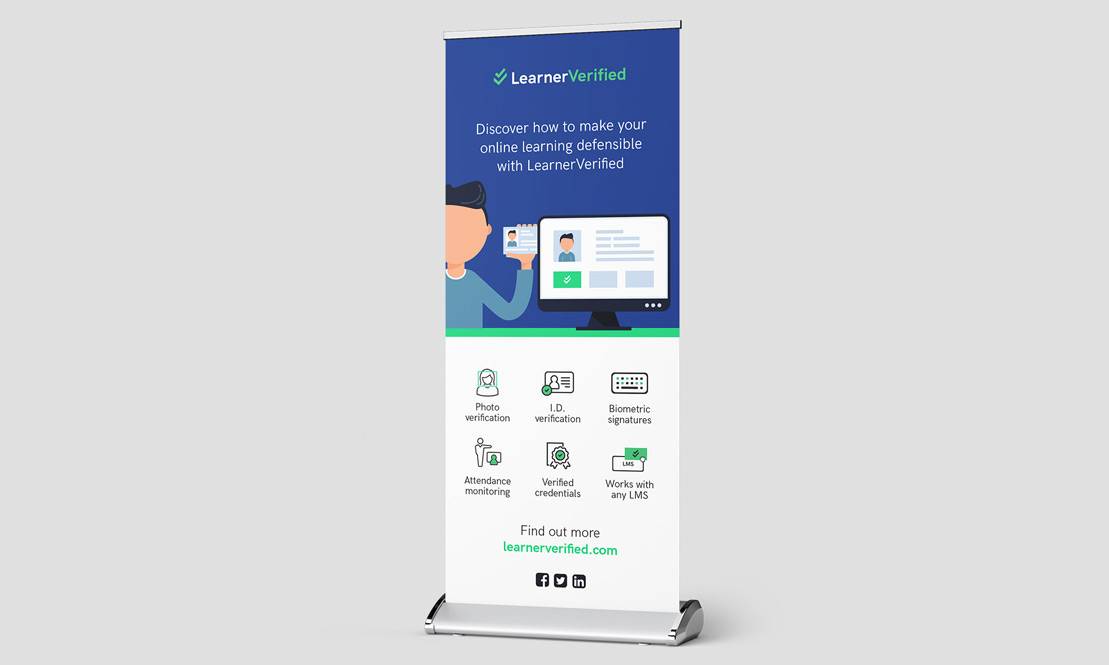 LearnerVerified
Discover how to make your
online learning defensible
with LearnerVerified
Photo
verification
I.D.
verification
Biometric
signatures
Attendance
monitoring
Verified
credentials
LMS
Works with
any LMS
Find out more
learnerverified.com